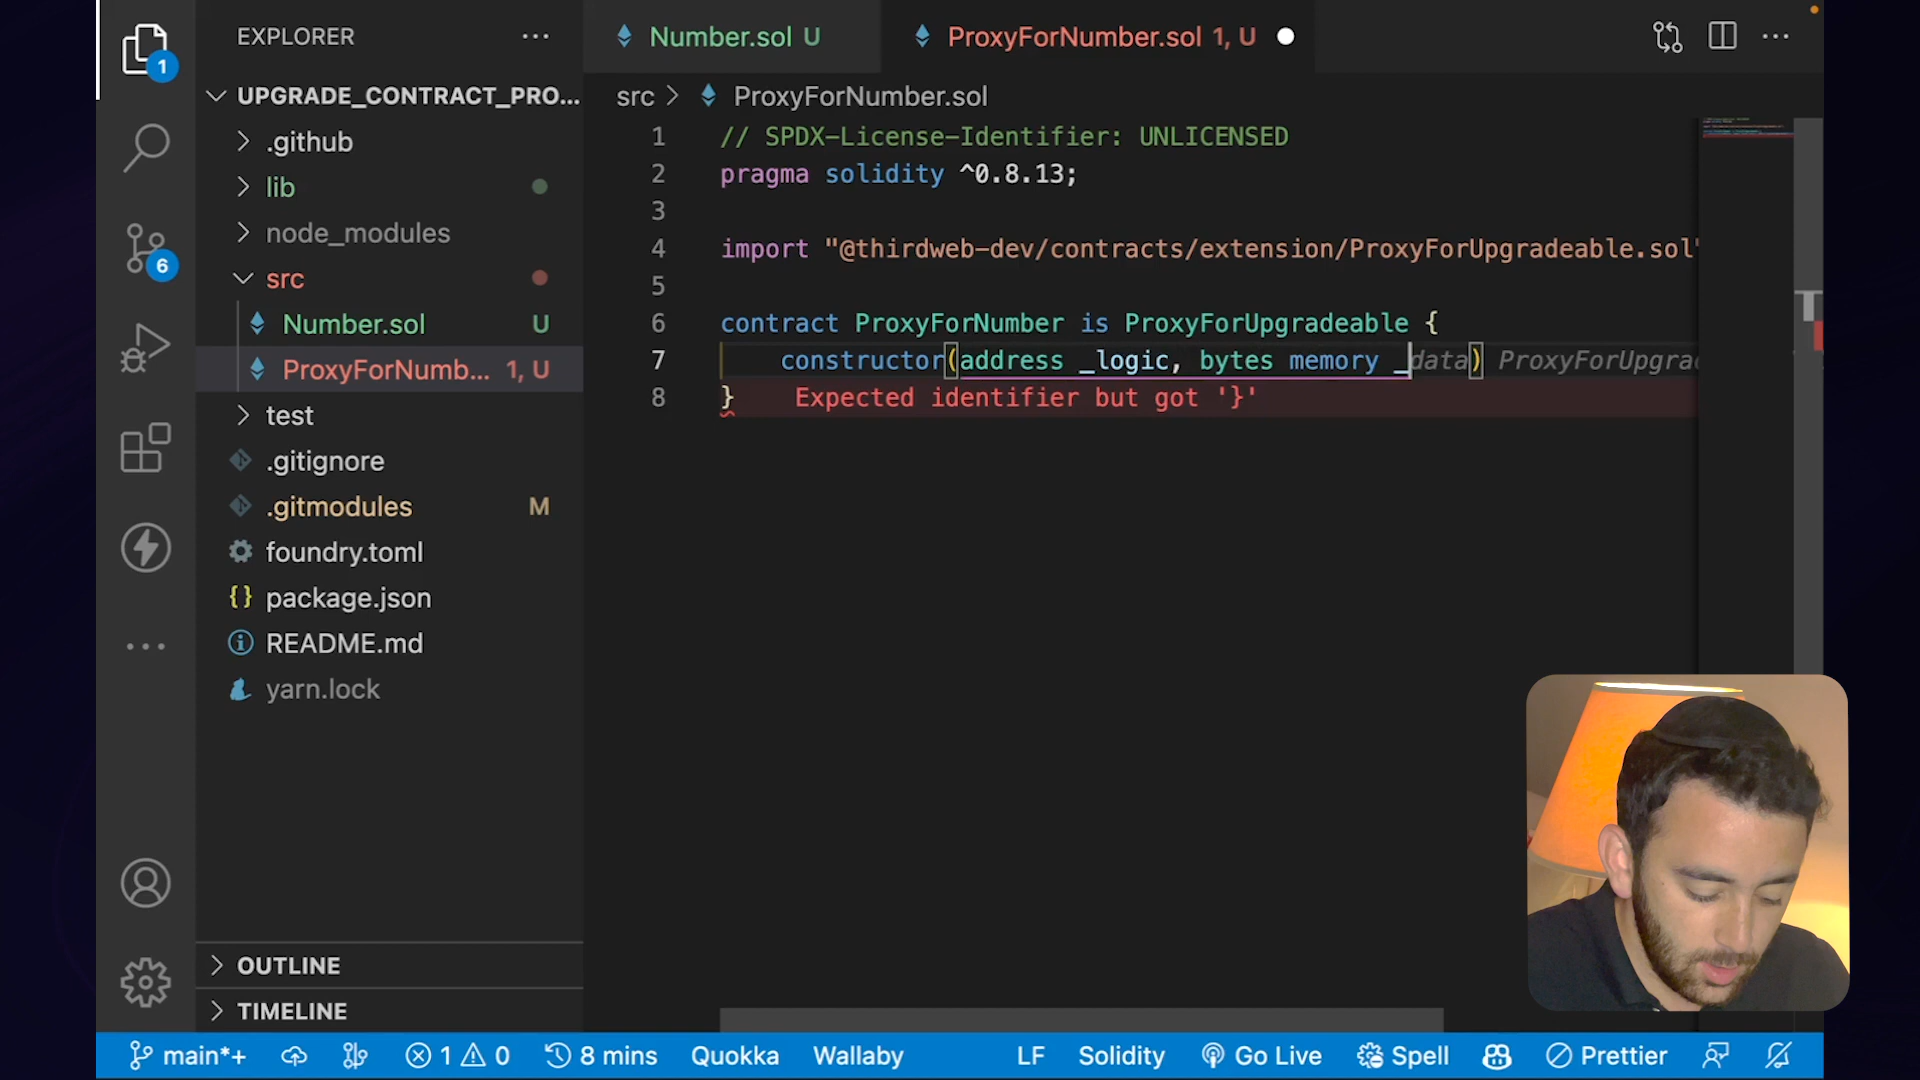 EXPLORER
UPGRADE_CONTRACT_PRO...
.github
lib
node_modules
src
Number.sol U
ProxyForNumb... 1, U
test
.gitignore
.gitmodules M
foundry.toml
package.json
README.md
yarn.lock
OUTLINE
TIMELINE
1
6
Number.sol U
ProxyForNumber.sol 1, U
src > ProxyForNumber.sol
1 // SPDX-License-Identifier: UNLICENSED
2 pragma solidity ^0.8.13;
3
4 import "@thirdweb-dev/contracts/extension/ProxyForUpgradeable.sol"
5
6 contract ProxyForNumber is ProxyForUpgradeable {
7 constructor(address _logic, bytes memory _data) ProxyForUpgrad
8 } Expected identifier but got '}'
main*+ 1 0 8 mins Quokka Wallaby LF Solidity Go Live Spell Prettier